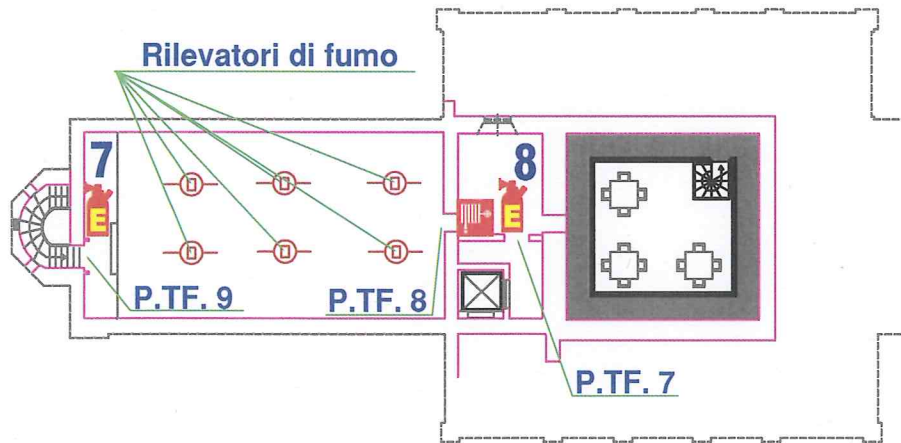 Rilevatori di fumo
7
8
E
E
P.TF. 9
P.TF. 8
P.TF. 7